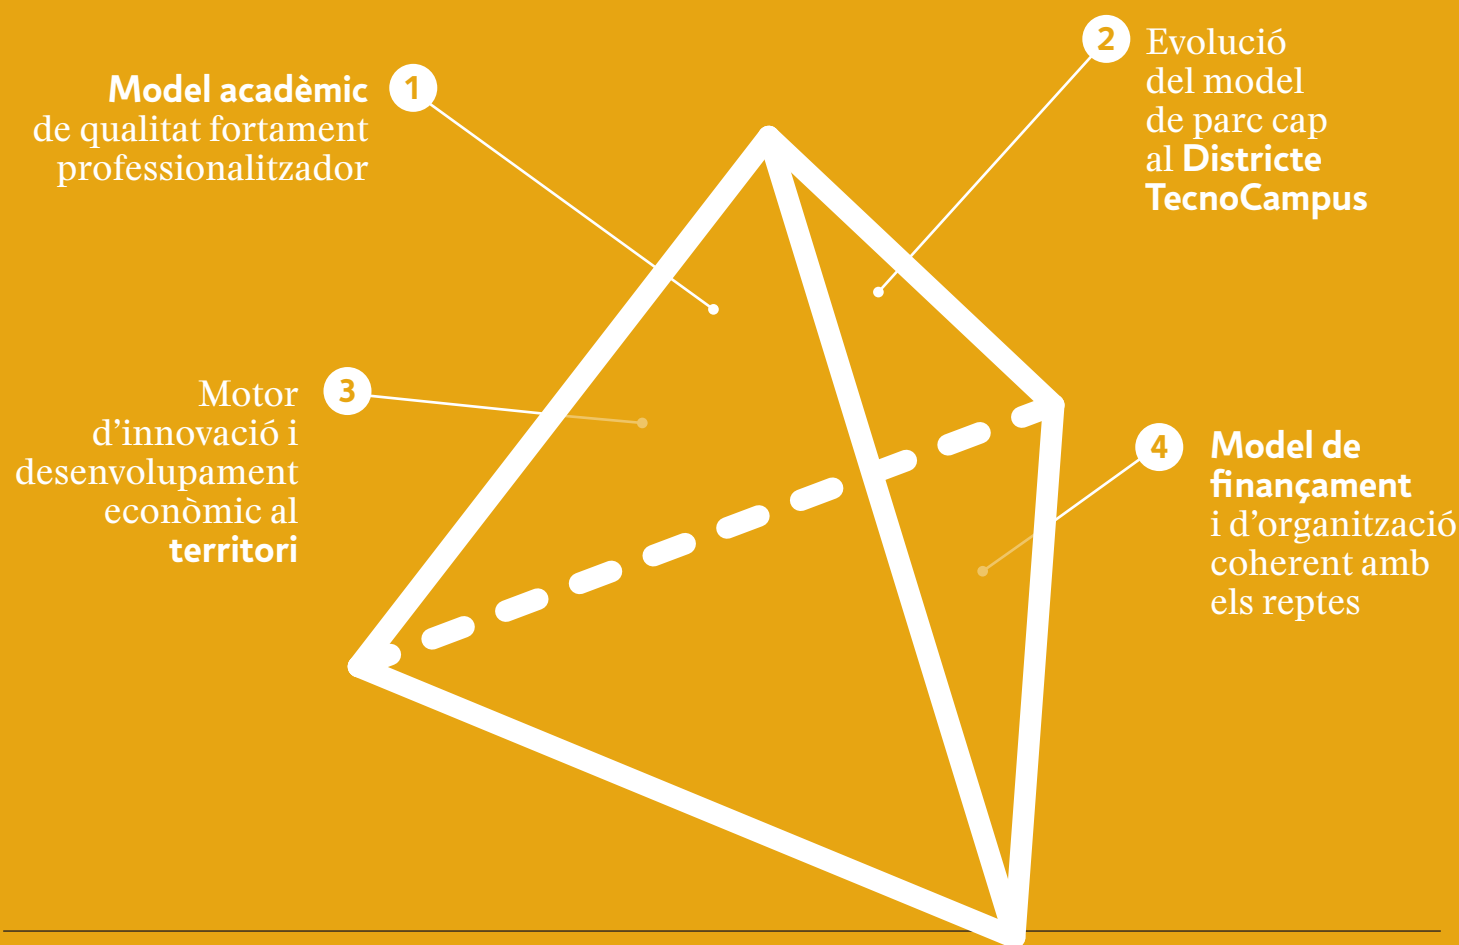 1
Model acadèmic
de qualitat fortament
professionalitzador
2
Evolució
del model
de parc cap
al Districte
TecnoCampus
3
Motor
d’innovació i
desenvolupament
econòmic al
territori
4
Model de
finançament
i d’organització
coherent amb
els reptes